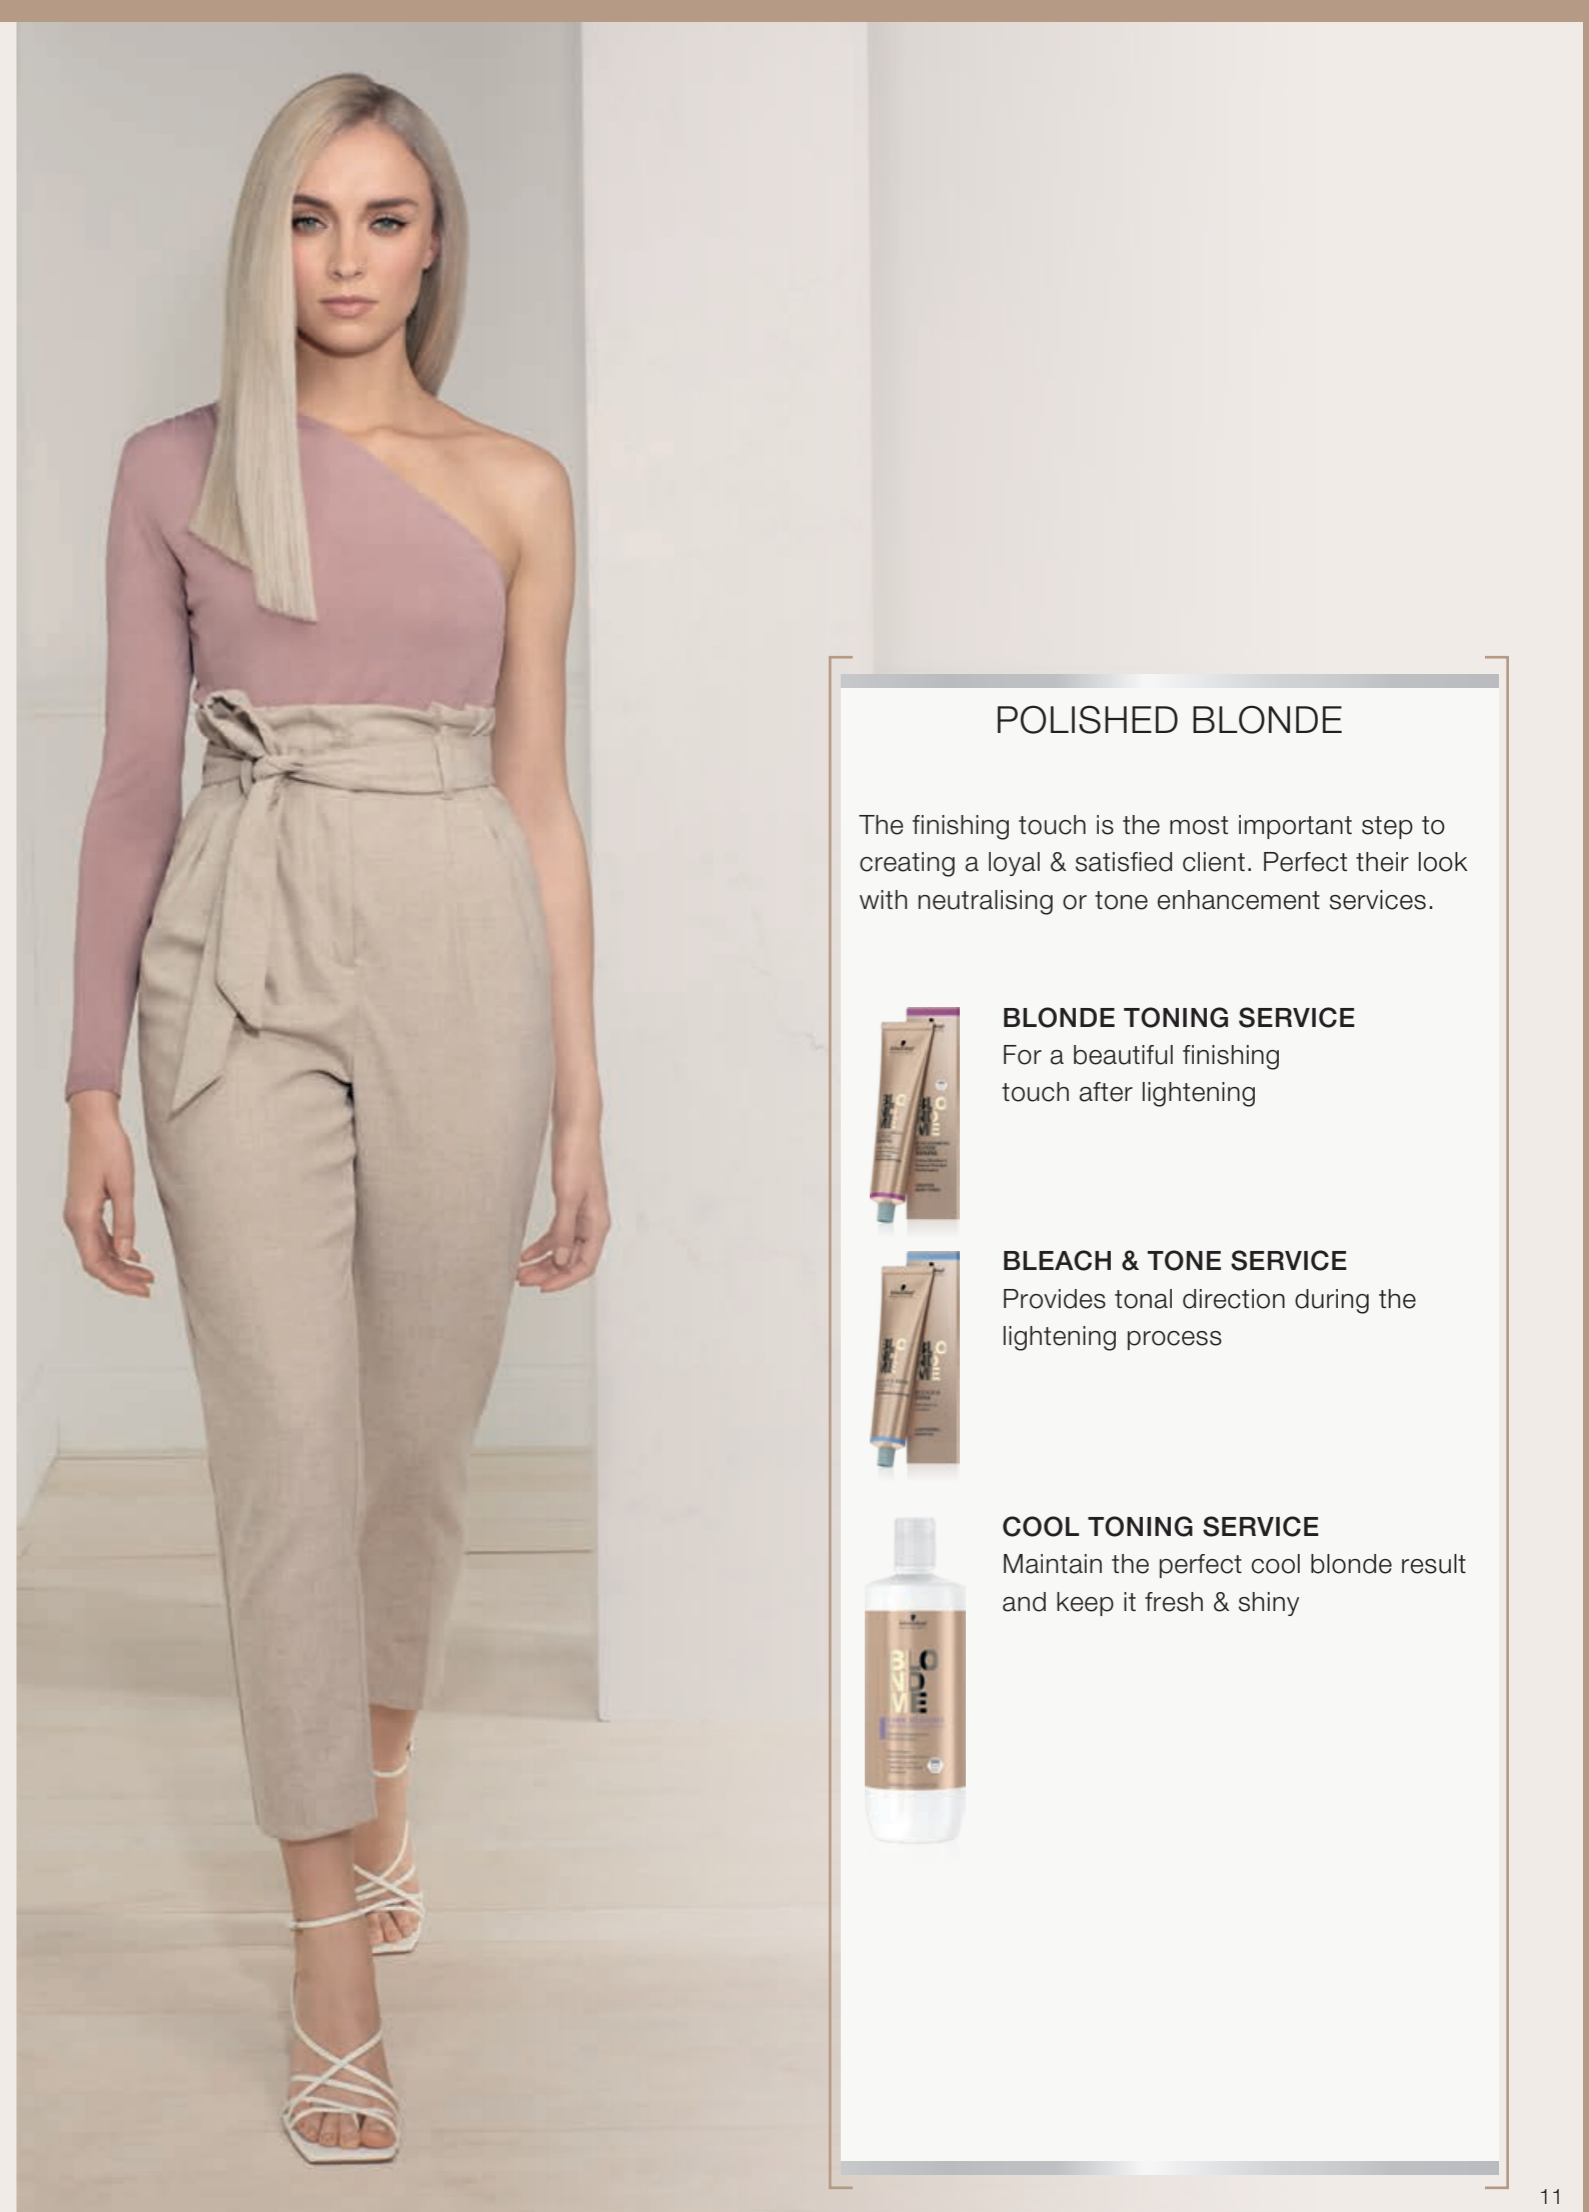 POLISHED BLONDE
The finishing touch is the most important step to
creating a loyal & satisfied client. Perfect their look
with neutralising or tone enhancement services.
BLONDE TONING SERVICE
For a beautiful finishing
touch after lightening
BLEACH & TONE SERVICE
Provides tonal direction during the
lightening process
COOL TONING SERVICE
Maintain the perfect cool blonde result
and keep it fresh & shiny
BLO
ND
ME
11